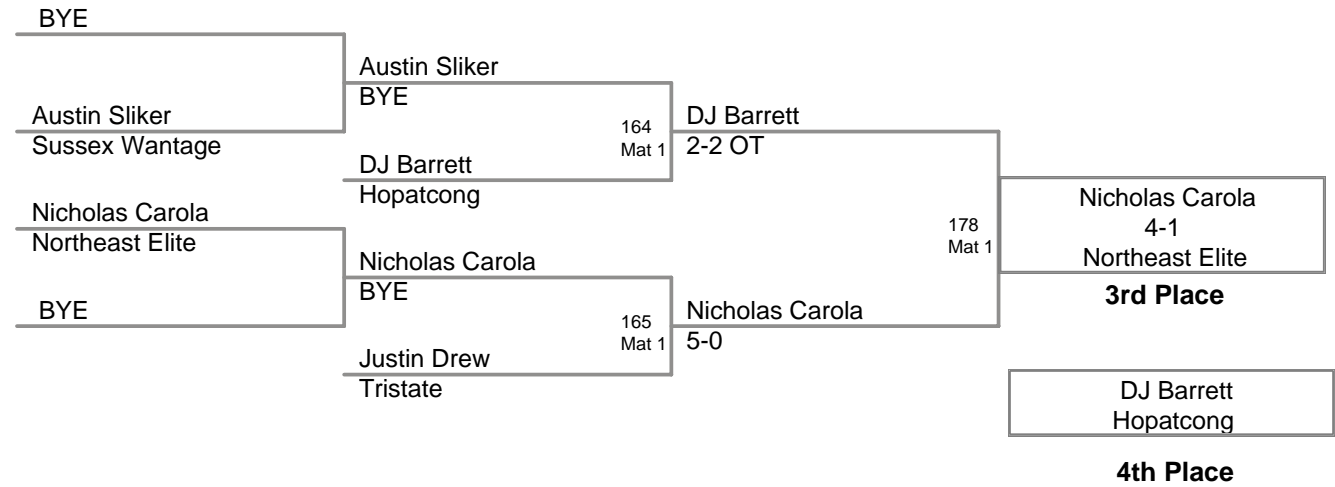 BYE
Austin Sliker
BYE
Austin Sliker
Sussex Wantage
164
Mat 1
DJ Barrett
2-2 OT
DJ Barrett
Hopatcong
Nicholas Carola
Northeast Elite
178
Mat 1
Nicholas Carola
4-1
Northeast Elite
3rd Place
Nicholas Carola
BYE
BYE
165
Mat 1
Nicholas Carola
5-0
Justin Drew
Tristate
DJ Barrett
Hopatcong
4th Place